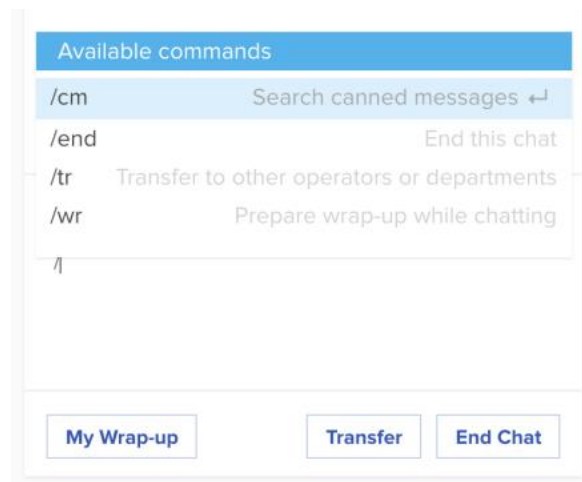 Available commands
/cm Search canned messages ↵
/end End this chat
/tr Transfer to other operators or departments
/wr Prepare wrap-up while chatting
/
My Wrap-up Transfer End Chat